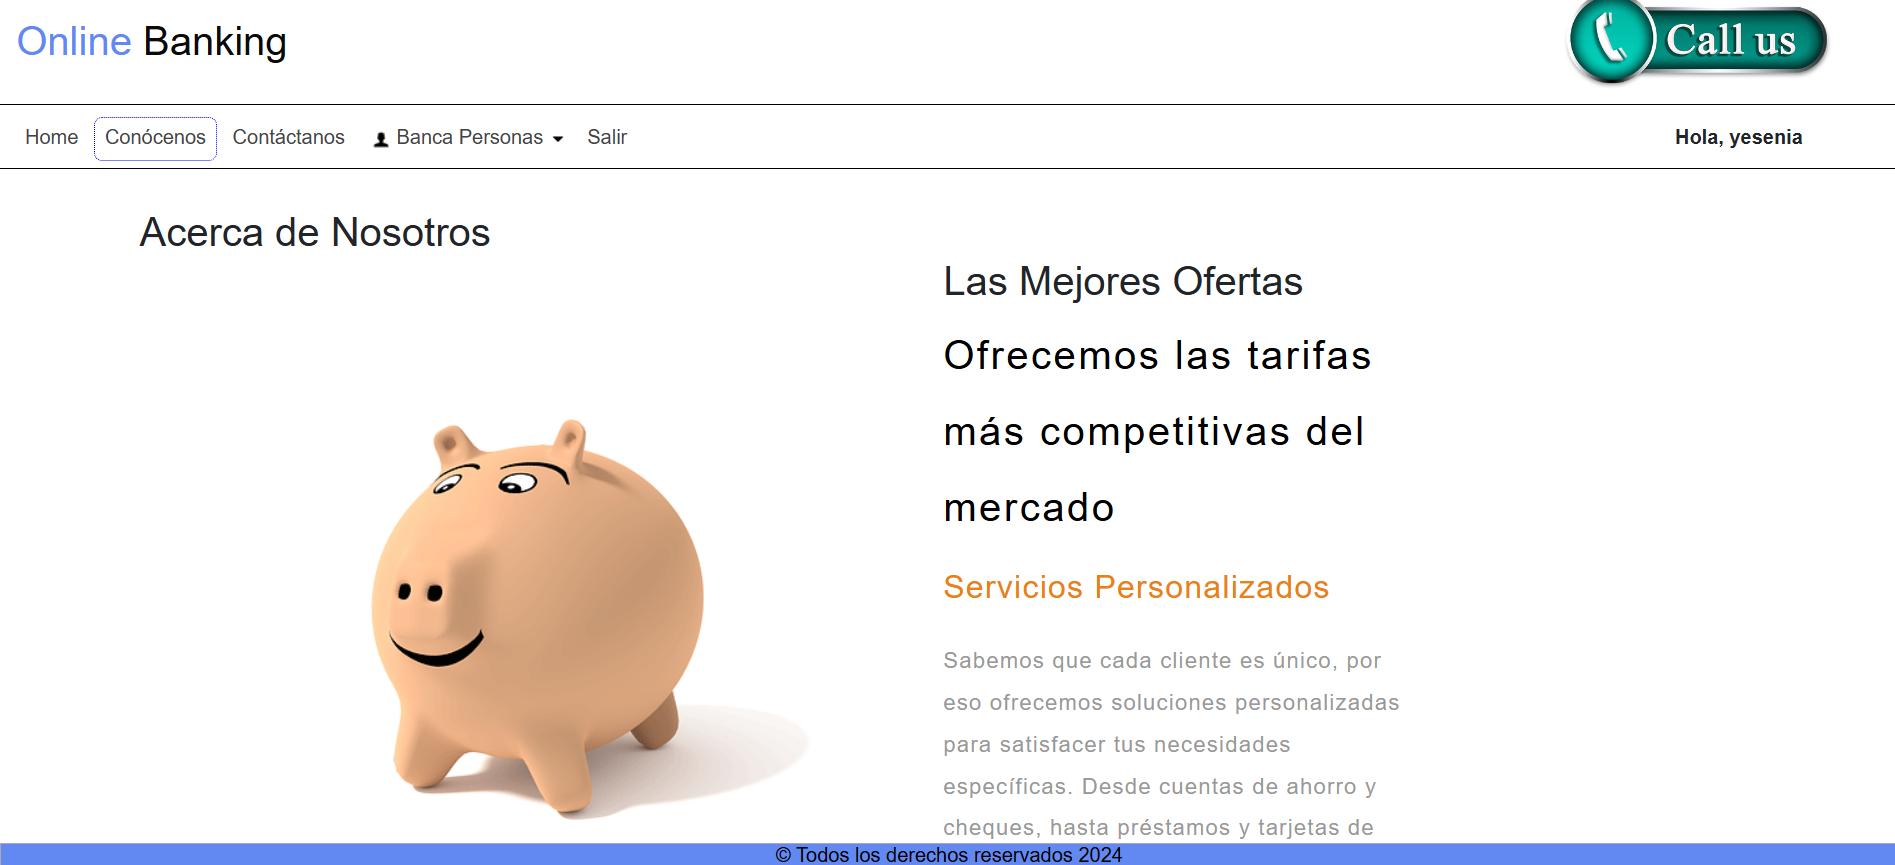 Online Banking
Call us
Home Conócenos Contáctanos Banca Personas Salir Hola, yesenia
Acerca de Nosotros
Las Mejores Ofertas
Ofrecemos las tarifas
más competitivas del
mercado
Servicios Personalizados
Sabemos que cada cliente es único, por
eso ofrecemos soluciones personalizadas
para satisfacer tus necesidades
específicas. Desde cuentas de ahorro y
cheques, hasta préstamos y tarjetas de
© Todos los derechos reservados 2024